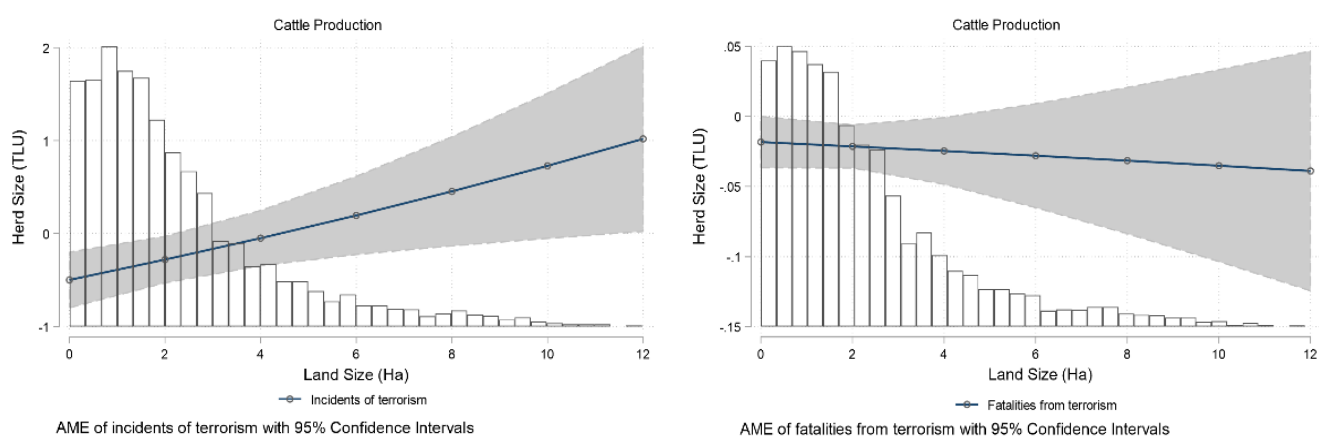 Cattle Production
2
1
0
-1
Herd Size (TLU)
0 2 4 6 8 10 12
Land Size (Ha)
Incidents of terrorism
AME of incidents of terrorism with 95% Confidence Intervals
Cattle Production
.05
0
-.05
-.1
-.15
Herd Size (TLU)
0 2 4 6 8 10 12
Land Size (Ha)
Fatalities from terrorism
AME of fatalities from terrorism with 95% Confidence Intervals